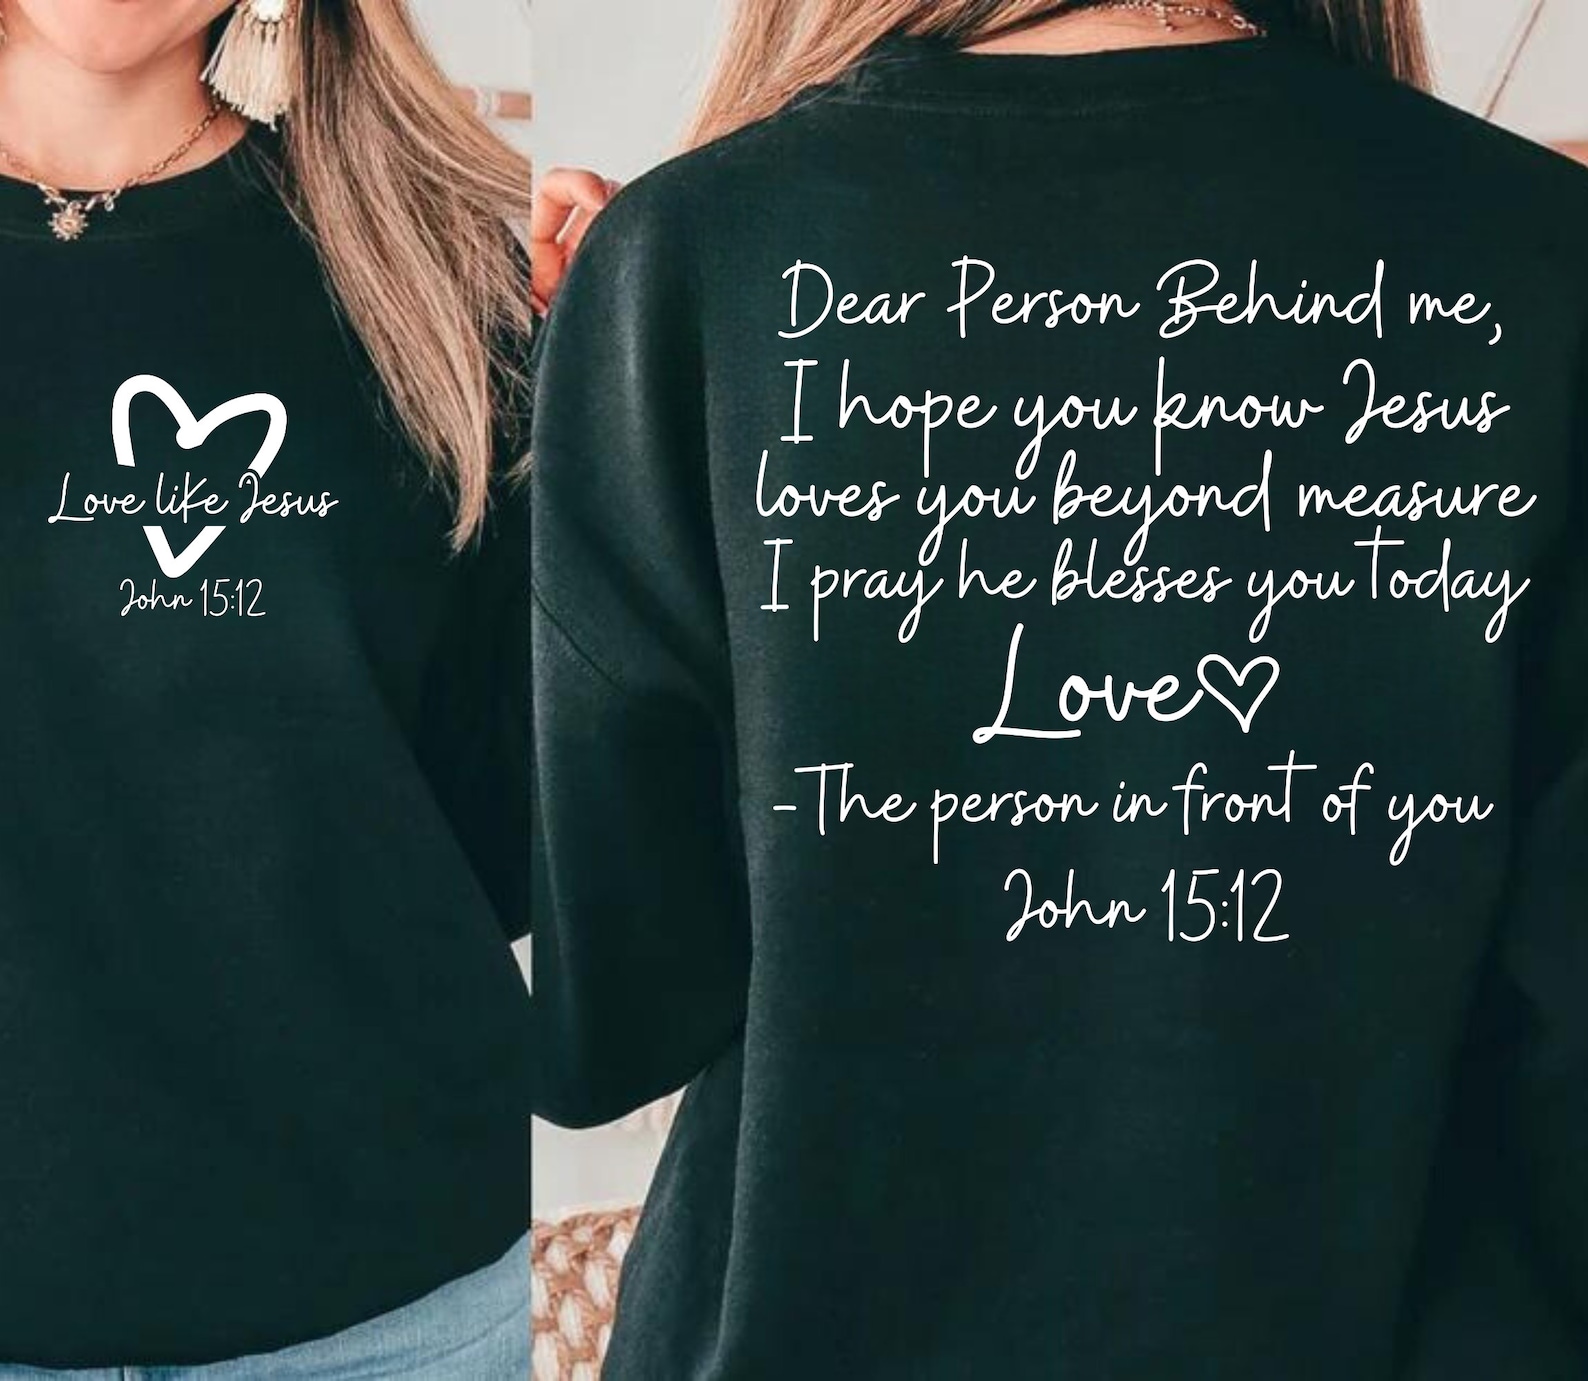 Love like Jesus
John 15:12
Dear Person Behind me,
I hope you know Jesus
loves you beyond measure
I pray he blesses you today
Love
-The person in front of you
John 15:12